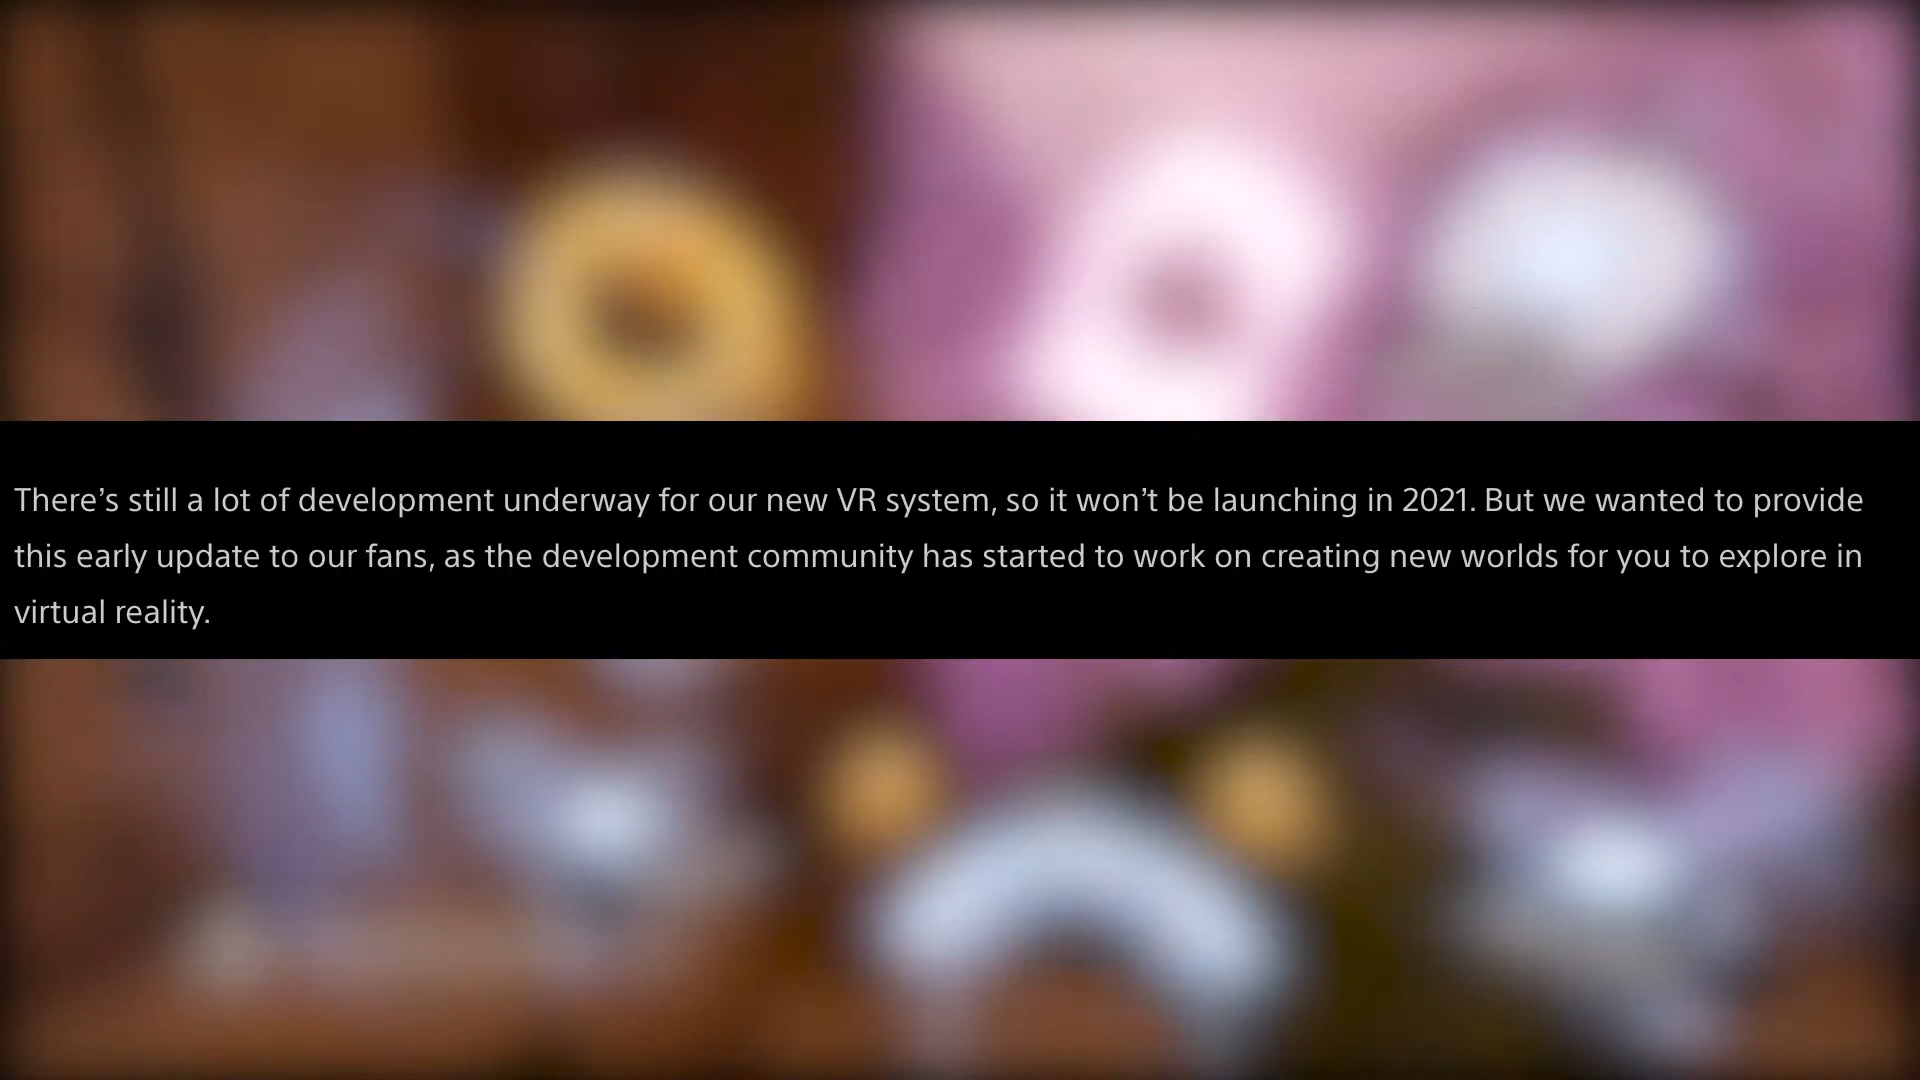 There’s still a lot of development underway for our new VR system, so it won’t be launching in 2021. But we wanted to provide
this early update to our fans, as the development community has started to work on creating new worlds for you to explore in
virtual reality.